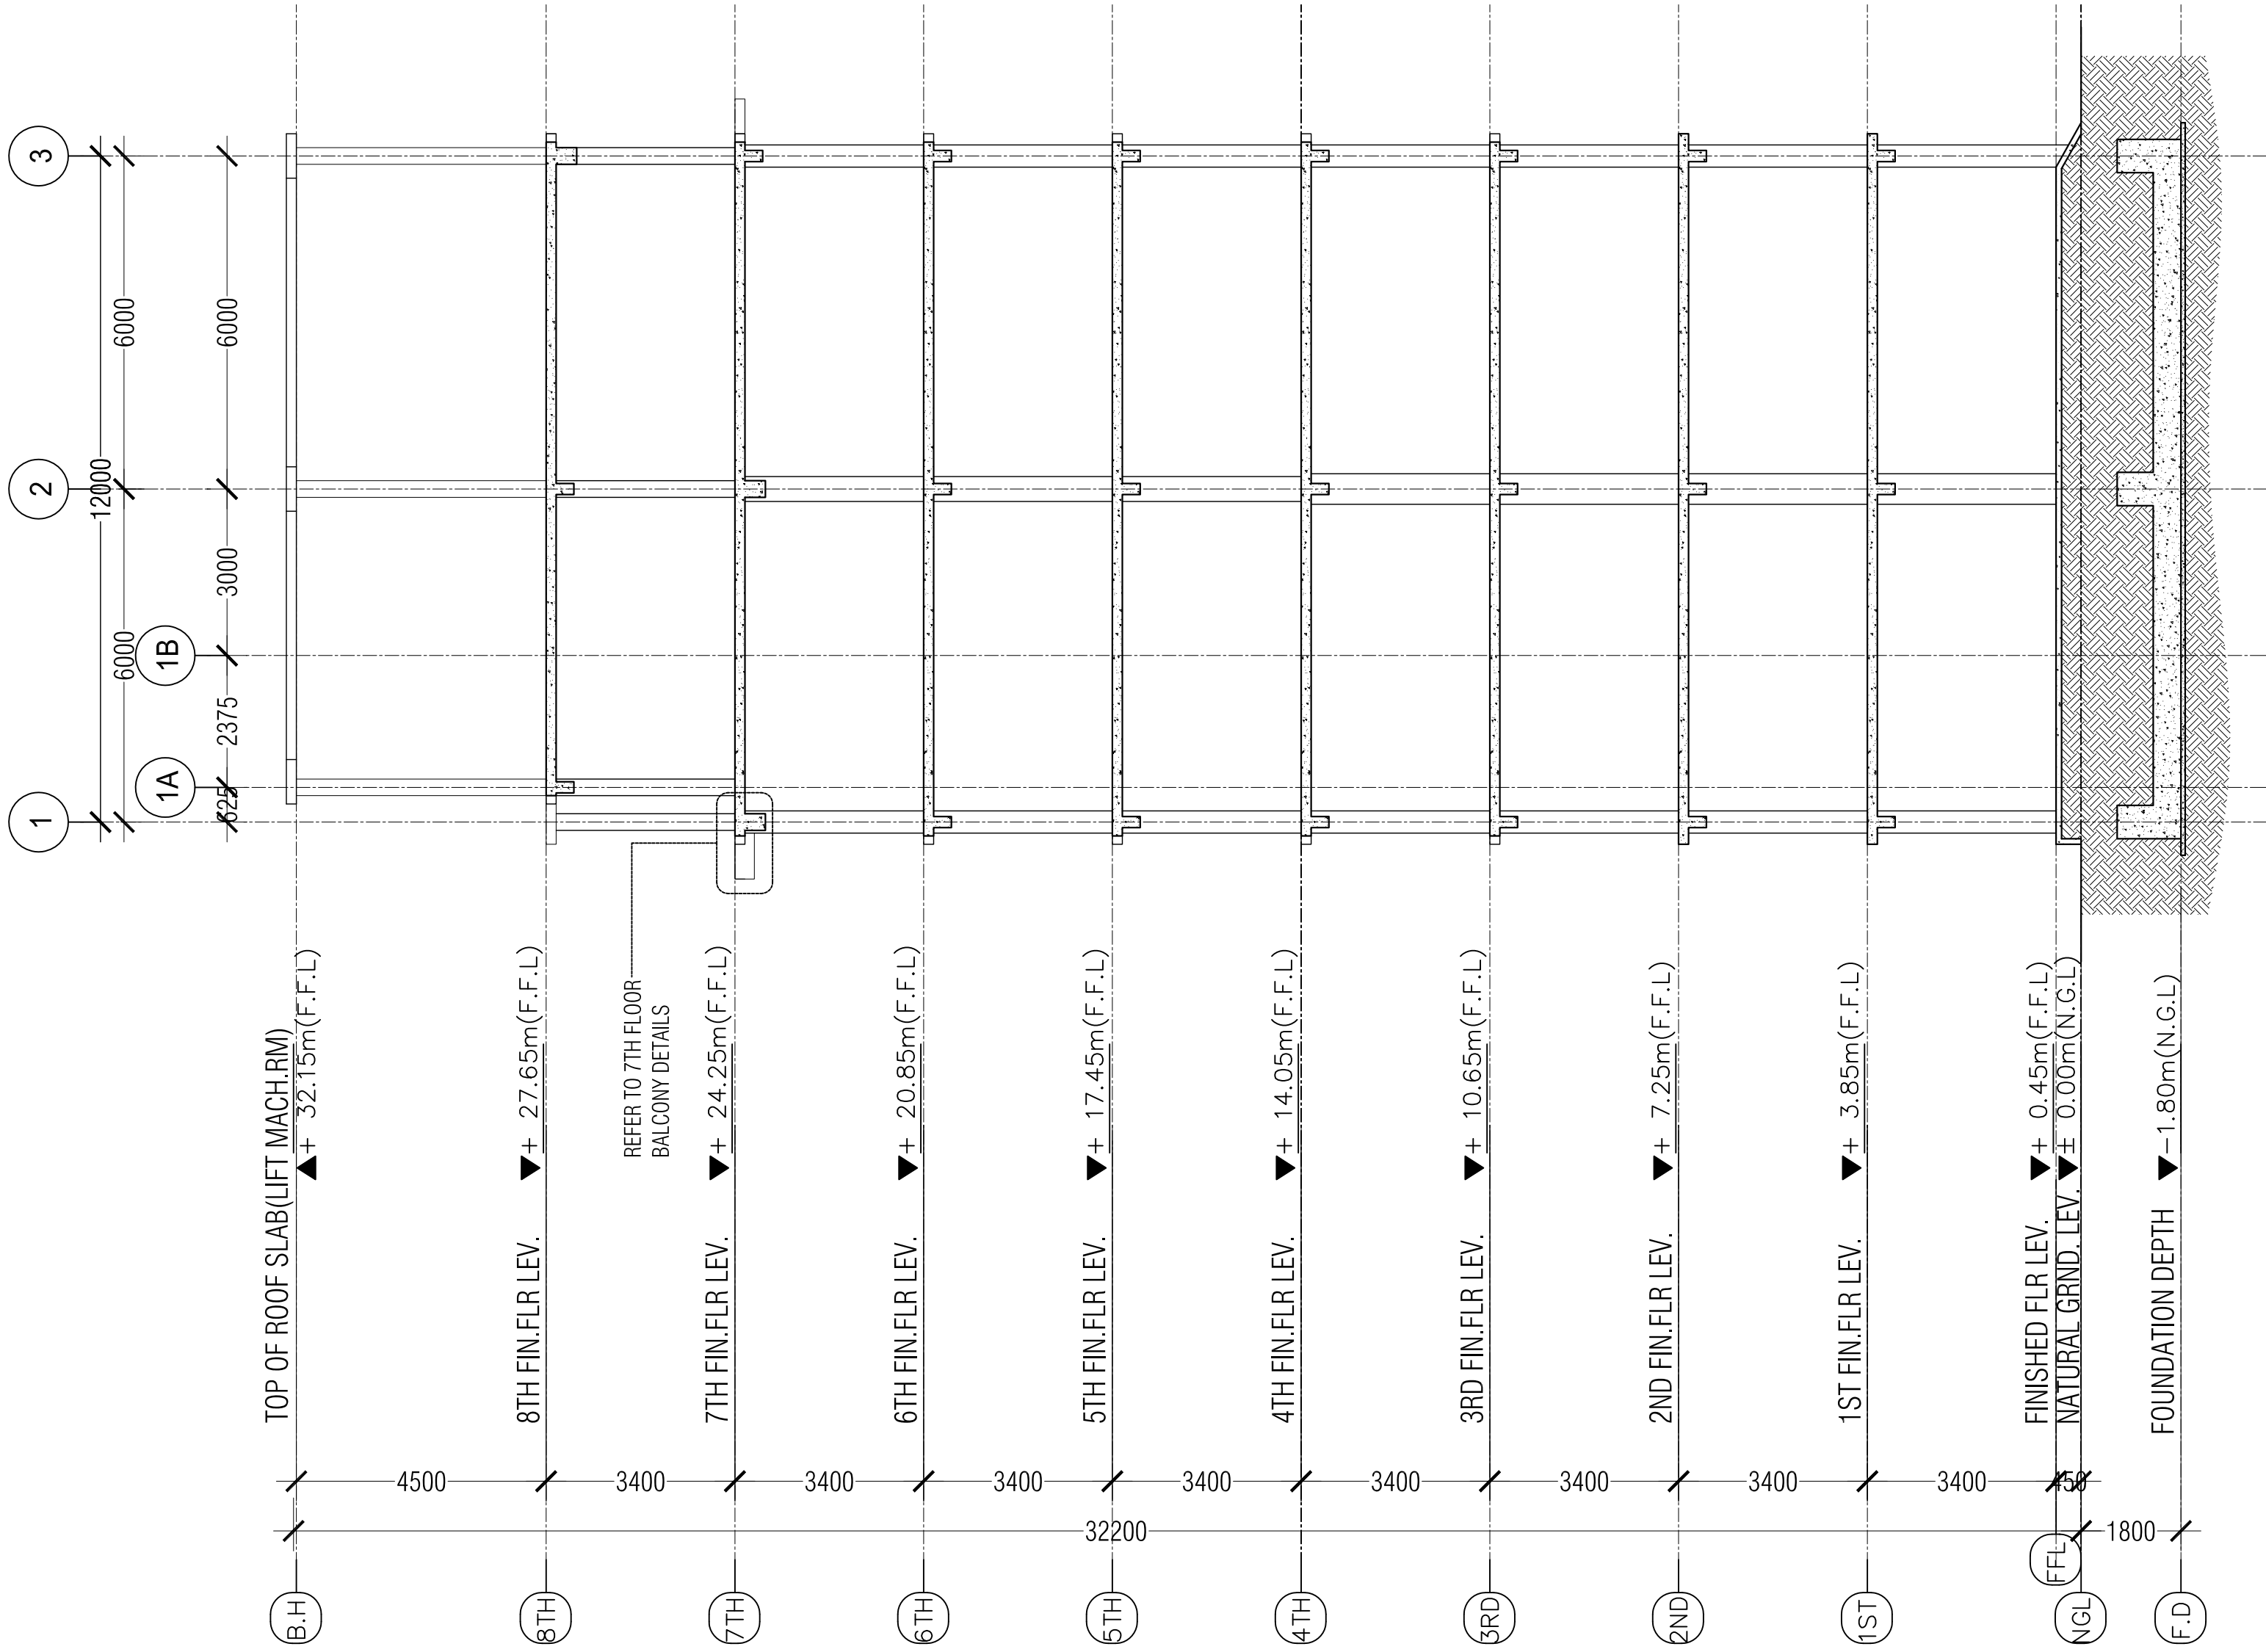 1
1A
1B
2
3
12000
6000
6000
625
2375
3000
6000
B.H
TOP OF ROOF SLAB(LIFT MACH.RM)
+ 32.15m(F.F.L)
4500
8TH
8TH FIN.FLR LEV.
+ 27.65m(F.F.L)
3400
REFER TO 7TH FLOOR
BALCONY DETAILS
7TH
7TH FIN.FLR LEV.
+ 24.25m(F.F.L)
3400
6TH
6TH FIN.FLR LEV.
+ 20.85m(F.F.L)
3400
5TH
5TH FIN.FLR LEV.
+ 17.45m(F.F.L)
3400
32200
4TH
4TH FIN.FLR LEV.
+ 14.05m(F.F.L)
3400
3RD
3RD FIN.FLR LEV.
+ 10.65m(F.F.L)
3400
2ND
2ND FIN.FLR LEV.
+ 7.25m(F.F.L)
3400
1ST
1ST FIN.FLR LEV.
+ 3.85m(F.F.L)
3400
FFL
FINISHED FLR LEV.
+ 0.45m(F.F.L)
450
NGL
NATURAL GRND. LEV.
± 0.00m(N.G.L)
1800
F.D
FOUNDATION DEPTH
-1.80m(N.G.L)